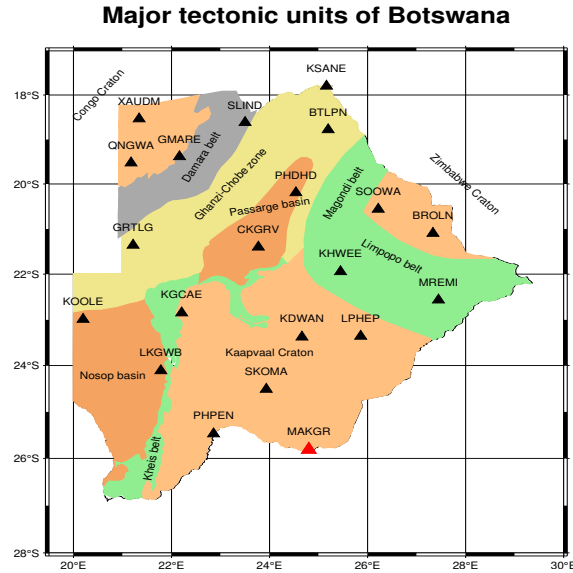 Major tectonic units of Botswana
KSANE
18°S
Congo Craton
XAUDM
SLIND
BTLPN
QNGWA
GMARE
Damara belt
Ghanzi-Chobe zone
Zimbabwe Craton
20°S
PHDHD
Magondi belt
SOOWA
Passarge basin
BROLN
GRTLG
CKGRV
Limpopo belt
22°S
KHWEE
KOOLE
KGCAE
MREMI
KDWAN
LPHEP
24°S
LKGWB
Kaapvaal Craton
Nosop basin
SKOMA
PHPEN
MAKGR
26°S
Kheis belt
28°S
20°E
22°E
24°E
26°E
28°E
30°E